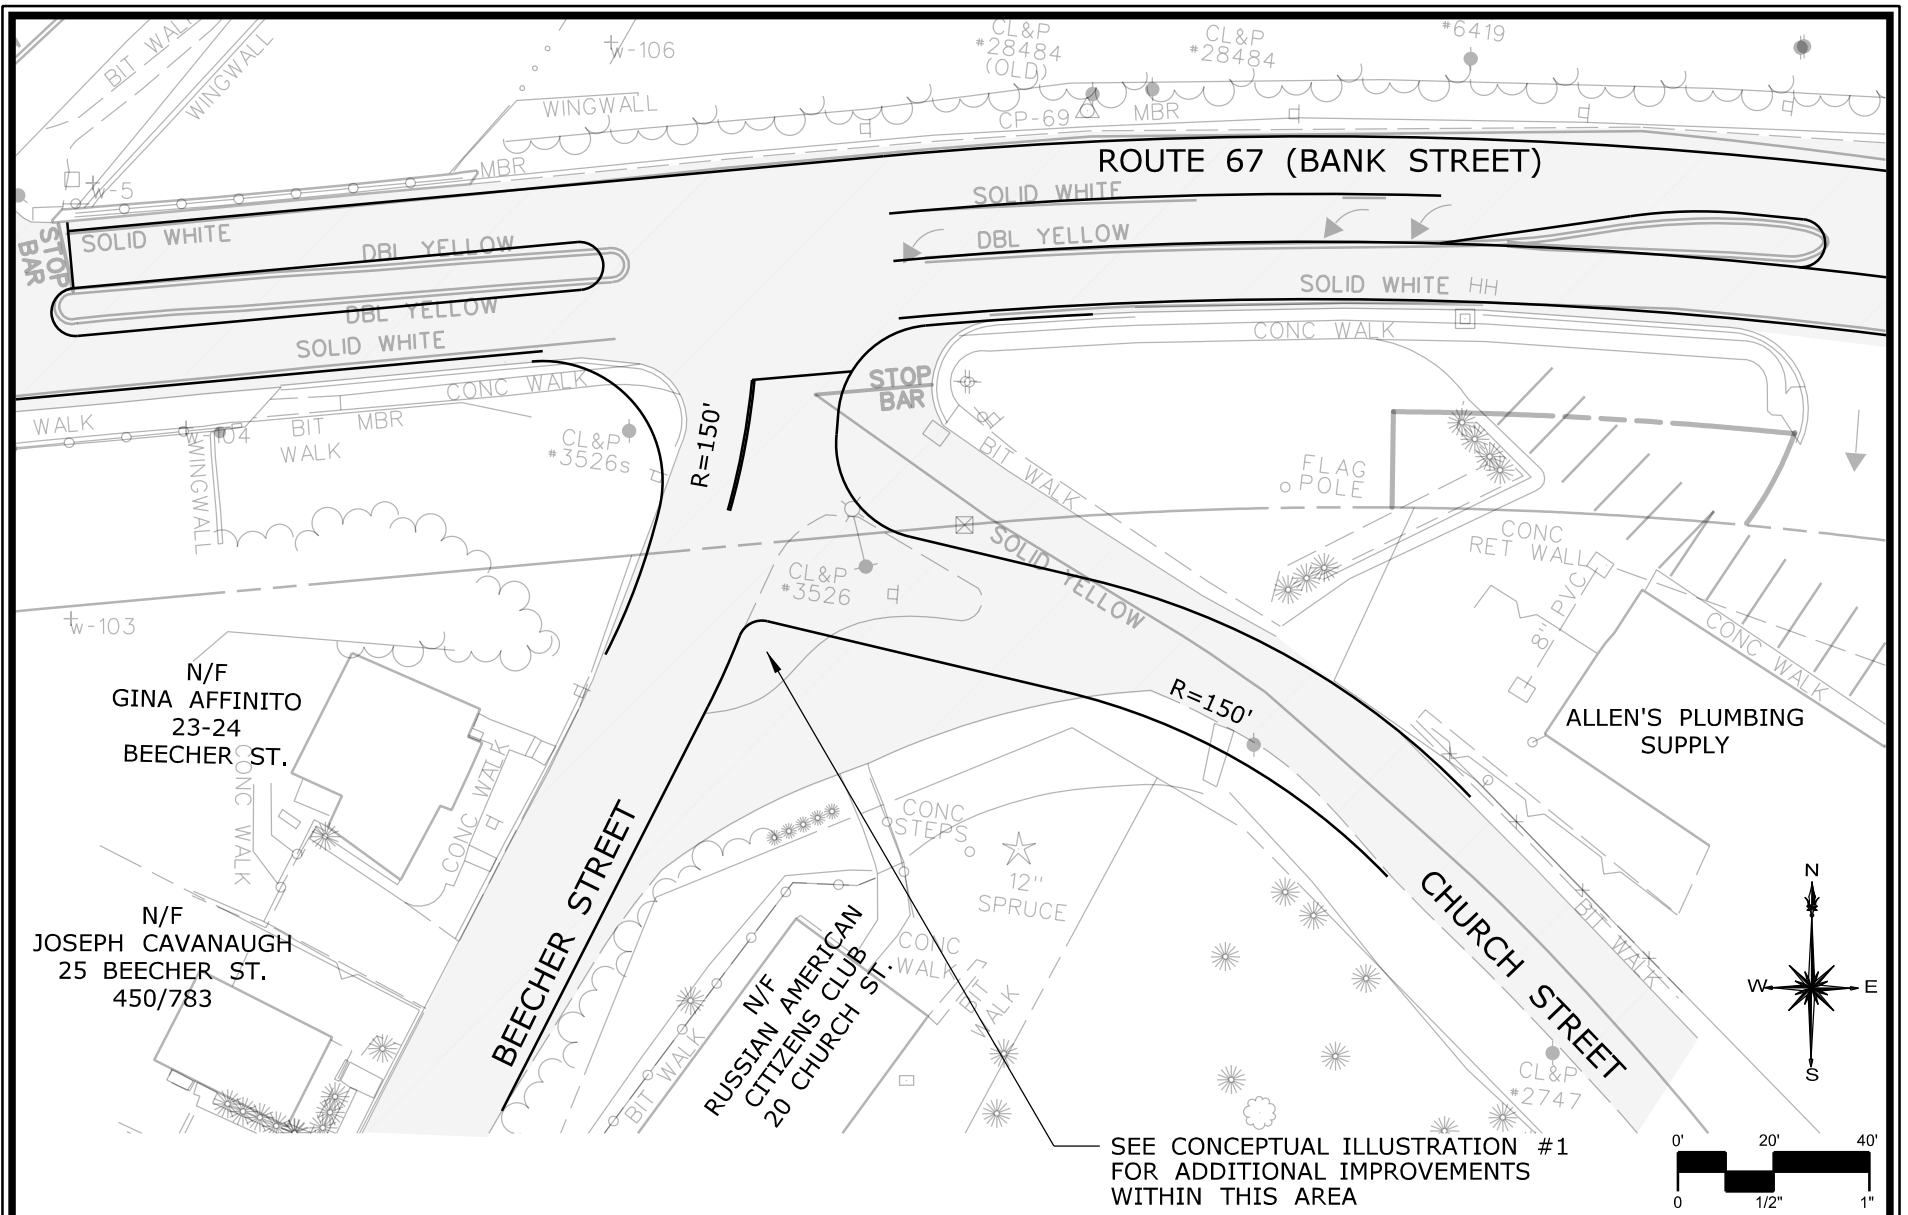 BIT WALK
WINGWALL
W-106
CL&P
#28484
(OLD)
CL&P
#28484
#6419
WINGWALL
CP-69
MBR
MBR
W-5
ROUTE 67 (BANK STREET)
STOP
BAR
SOLID WHITE
DBL YELLOW
SOLID WHITE
DBL YELLOW
DBL YELLOW
SOLID WHITE
SOLID WHITE HH
CONC WALK
CONC WALK
STOP
BAR
WALK
W-104
BIT
WALK
MBR
WINGWALL
CL&P
#3526s
R=150'
BIT WALK
FLAG
POLE
CONC
RET WALL
SOLID YELLOW
CL&P
#3526
8" PVC
CONC WALK
W-103
N/F
GINA AFFINITO
23-24
BEECHER ST.
CONC WALK
CONC WALK
R=150'
ALLEN'S PLUMBING
SUPPLY
CONC
STEPS
12"
SPRUCE
BEECHER STREET
CHURCH STREET
BIT WALK
N/F
JOSEPH CAVANAUGH
25 BEECHER ST.
450/783
N/F
RUSSIAN AMERICAN
CITIZENS CLUB
20 CHURCH ST.
CONC
WALK
BIT
WALK
BIT WALK
CL&P
#2747
N
W
E
S
SEE CONCEPTUAL ILLUSTRATION #1
FOR ADDITIONAL IMPROVEMENTS
WITHIN THIS AREA
0' 20' 40'
0 1/2" 1"